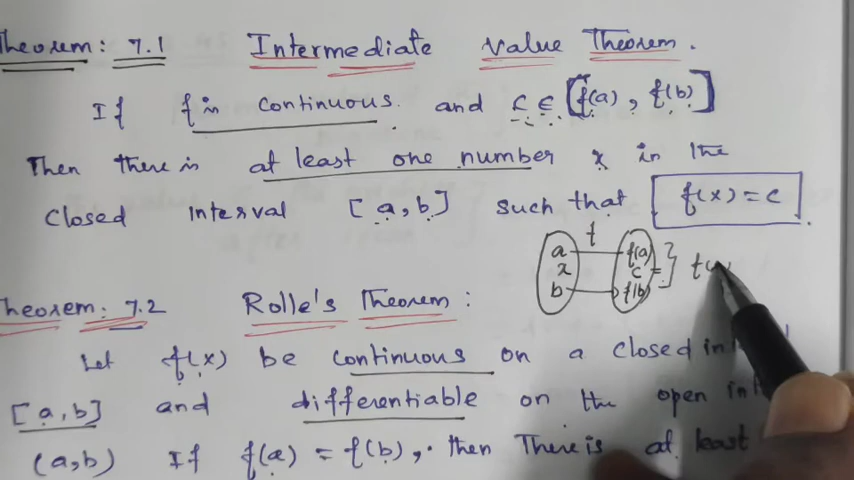 Theorem: 7.1 Intermediate Value Theorem.
If f is continuous. and c ∈ [f(a), f(b)]
Then there is at least one number x in the
closed interval [a,b] such that f(x) = c.
f
a f(a)
x c =
b f(b)
Theorem: 7.2 Rolle's Theorem:
Let f(x) be continuous on a closed
[a,b] and differentiable on the open
(a,b) If f(a) = f(b), then There is at least